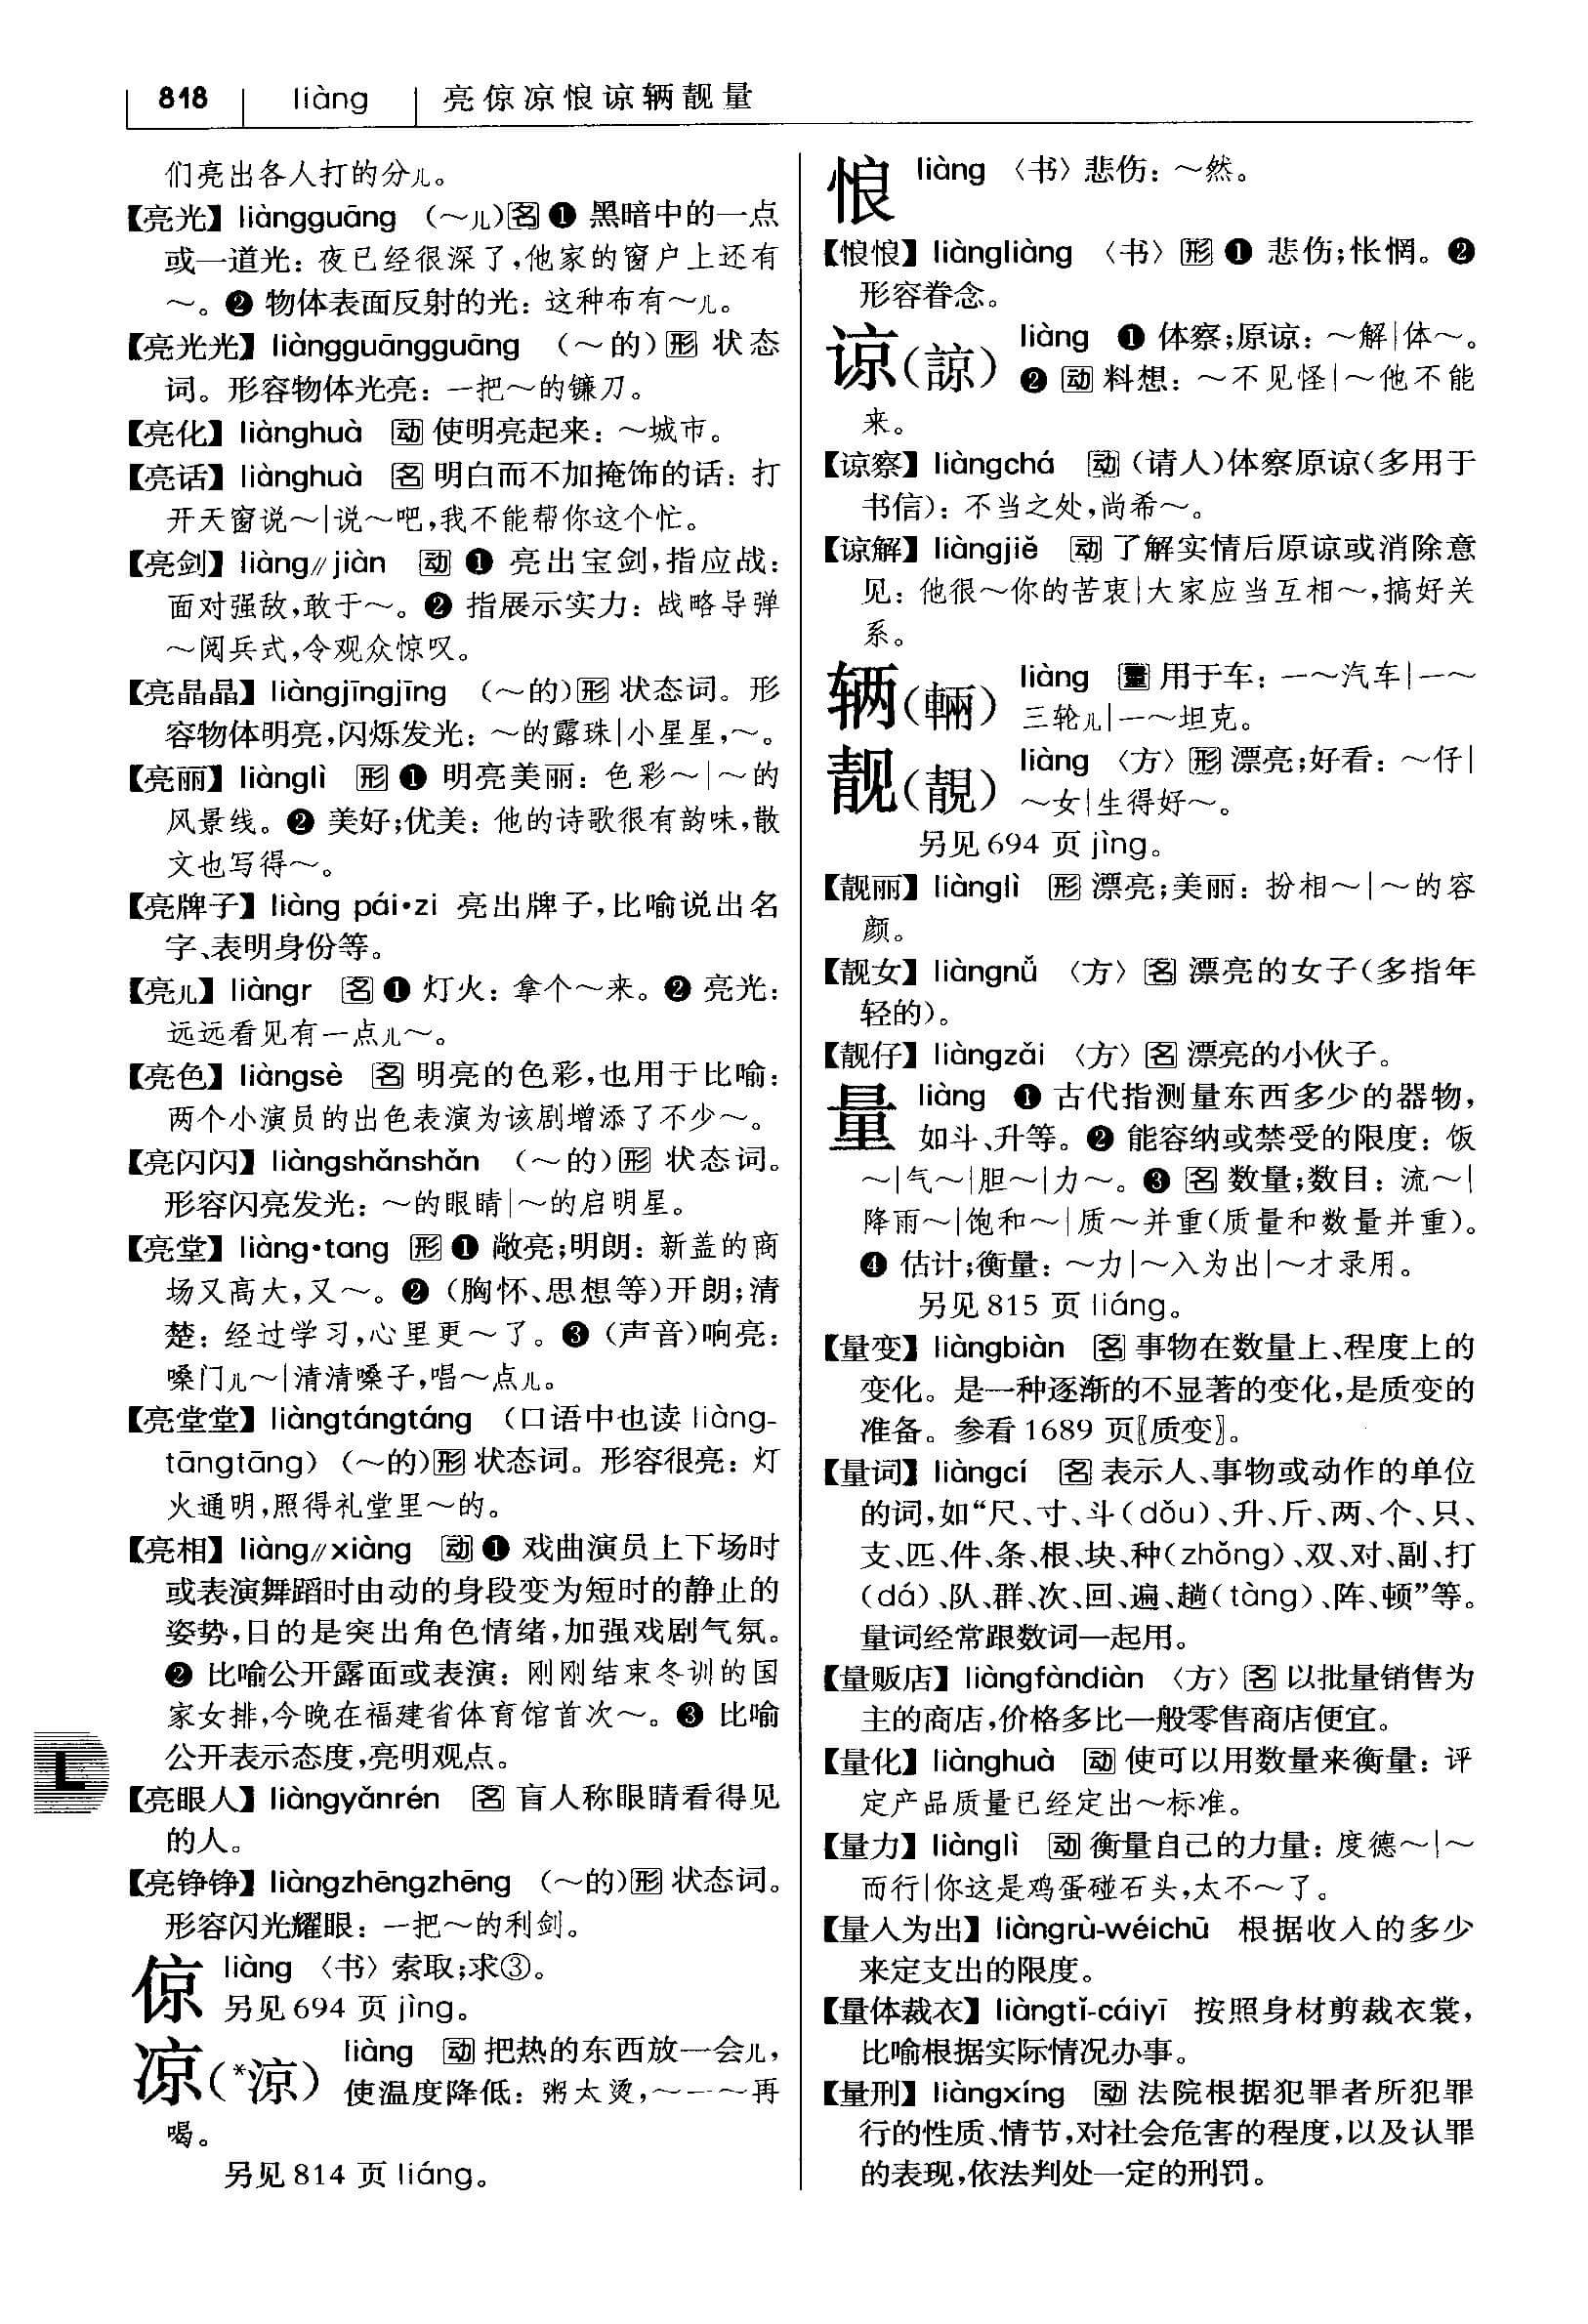 818 liàng 亮倞凉悢谅辆靓量
们亮出各人打的分儿。
【亮光】liàngguāng （～儿）名❶ 黑暗中的一点
或一道光：夜已经很深了，他家的窗户上还有
～。❷ 物体表面反射的光：这种布有～儿。
【亮光光】liàngguāngguāng （～的）形 状态
词。形容物体光亮：一把～的镰刀。
【亮化】liànghuà 动 使明亮起来：～城市。
【亮话】liànghuà 名 明白而不加掩饰的话：打
开天窗说～|说～吧，我不能帮你这个忙。
【亮剑】liàng∥jiàn 动 ❶ 亮出宝剑，指应战：
面对强敌，敢于～。❷ 指展示实力：战略导弹
～阅兵式，令观众惊叹。
【亮晶晶】liàngjīngjīng （～的）形 状态词。形
容物体明亮，闪烁发光：～的露珠|小星星，～。
【亮丽】liànglì 形 ❶ 明亮美丽：色彩～|～的
风景线。❷ 美好；优美：他的诗歌很有韵味，散
文也写得～。
【亮牌子】liàng pái•zi 亮出牌子，比喻说出名
字、表明身份等。
【亮儿】liàngr 名 ❶ 灯火：拿个～来。❷ 亮光：
远远看见有一点儿～。
【亮色】liàngsè 名 明亮的色彩，也用于比喻：
两个小演员的出色表演为该剧增添了不少～。
【亮闪闪】liàngshǎnshǎn （～的）形 状态词。
形容闪亮发光：～的眼睛|～的启明星。
【亮堂】liàng•tang 形 ❶ 敞亮；明朗：新盖的商
场又高大，又～。❷（胸怀、思想等）开朗；清
楚：经过学习，心里更～了。❸（声音）响亮：
嗓门儿～|清清嗓子，唱～点儿。
【亮堂堂】liàngtángtáng （口语中也读 liàng-
tāngtāng）（～的）形 状态词。形容很亮：灯
火通明，照得礼堂里～的。
【亮相】liàng∥xiàng 动 ❶ 戏曲演员上下场时
或表演舞蹈时由动的身段变为短时的静止的
姿势，目的是突出角色情绪，加强戏剧气氛。
❷ 比喻公开露面或表演：刚刚结束冬训的国
家女排，今晚在福建省体育馆首次～。❸ 比喻
公开表示态度，亮明观点。
【亮眼人】liàngyǎnrén 名 盲人称眼睛看得见
的人。
【亮铮铮】liàngzhēngzhēng （～的）形 状态词。
形容闪光耀眼：一把～的利剑。
倞 liàng 〈书〉索取；求③。
另见 694 页 jìng。
凉（*涼） liàng 动 把热的东西放一会儿，
使温度降低：粥太烫，～一～再
喝。
另见 814 页 liáng。
L
悢 liàng 〈书〉悲伤：～然。
【悢悢】liàngliàng 〈书〉形 ❶ 悲伤；怅惘。❷
形容眷念。
谅（諒） liàng ❶ 体察；原谅：～解|体～。
❷ 动 料想：～不见怪|～他不能
来。
【谅察】liàngchá 动（请人）体察原谅（多用于
书信）：不当之处，尚希～。
【谅解】liàngjiě 动 了解实情后原谅或消除意
见：他很～你的苦衷|大家应当互相～，搞好关
系。
辆（輛） liàng 量 用于车：一～汽车|一～
三轮儿|一～坦克。
靓（靚） liàng 〈方〉形 漂亮；好看：～仔|
～女|生得好～。
另见 694 页 jìng。
【靓丽】liànglì 形 漂亮；美丽：扮相～|～的容
颜。
【靓女】liàngnǚ 〈方〉名 漂亮的女子（多指年
轻的）。
【靓仔】liàngzǎi 〈方〉名 漂亮的小伙子。
量 liàng ❶ 古代指测量东西多少的器物，
如斗、升等。❷ 能容纳或禁受的限度：饭
～|气～|胆～|力～。❸ 名 数量；数目：流～|
降雨～|饱和～|质～并重（质量和数量并重）。
❹ 估计；衡量：～力|～入为出|～才录用。
另见 815 页 liáng。
【量变】liàngbiàn 名 事物在数量上、程度上的
变化。是一种逐渐的不显著的变化，是质变的
准备。参看 1689 页〖质变〗。
【量词】liàngcí 名 表示人、事物或动作的单位
的词，如“尺、寸、斗（dǒu）、升、斤、两、个、只、
支、匹、件、条、根、块、种（zhǒng）、双、对、副、打
（dá）、队、群、次、回、遍、趟（tàng）、阵、顿”等。
量词经常跟数词一起用。
【量贩店】liàngfàndiàn 〈方〉名 以批量销售为
主的商店，价格多比一般零售商店便宜。
【量化】liànghuà 动 使可以用数量来衡量：评
定产品质量已经定出～标准。
【量力】liànglì 动 衡量自己的力量：度德～|～
而行|你这是鸡蛋碰石头，太不～了。
【量入为出】liàngrù-wéichū 根据收入的多少
来定支出的限度。
【量体裁衣】liàngtǐ-cáiyī 按照身材剪裁衣裳，
比喻根据实际情况办事。
【量刑】liàngxíng 动 法院根据犯罪者所犯罪
行的性质、情节，对社会危害的程度，以及认罪
的表现，依法判处一定的刑罚。